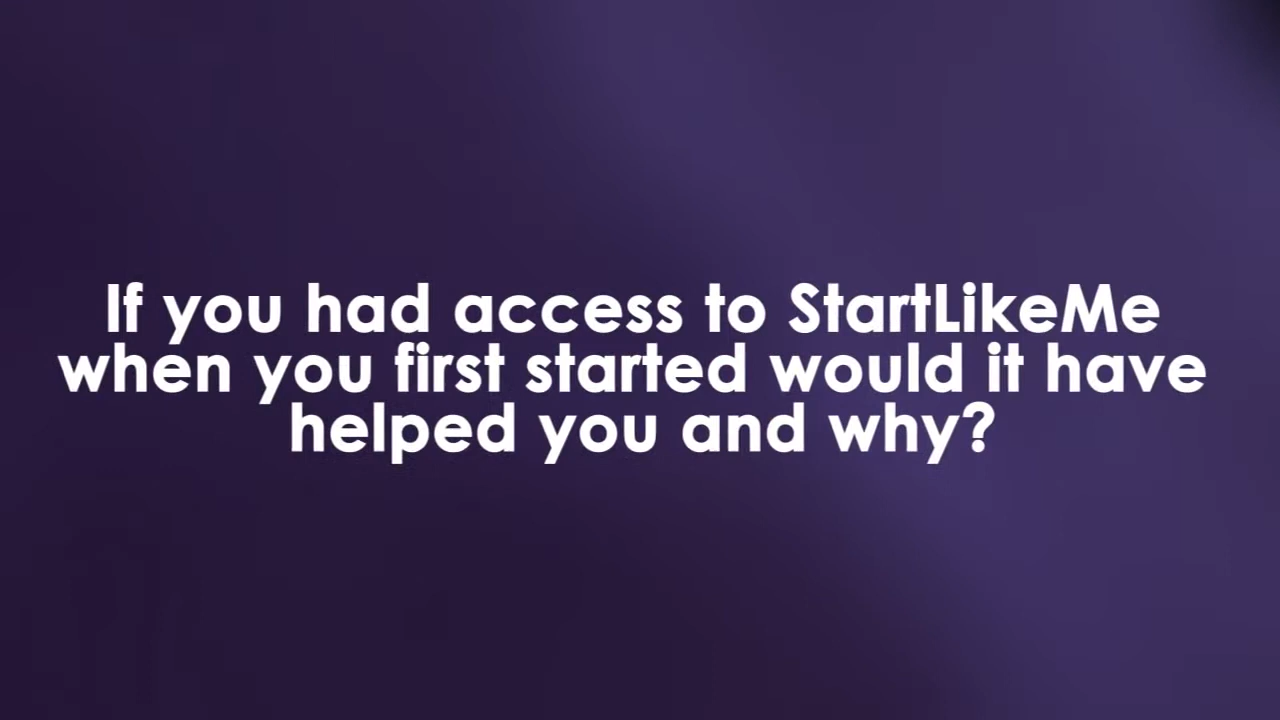 If you had access to StartLikeMe
when you first started would it have
helped you and why?